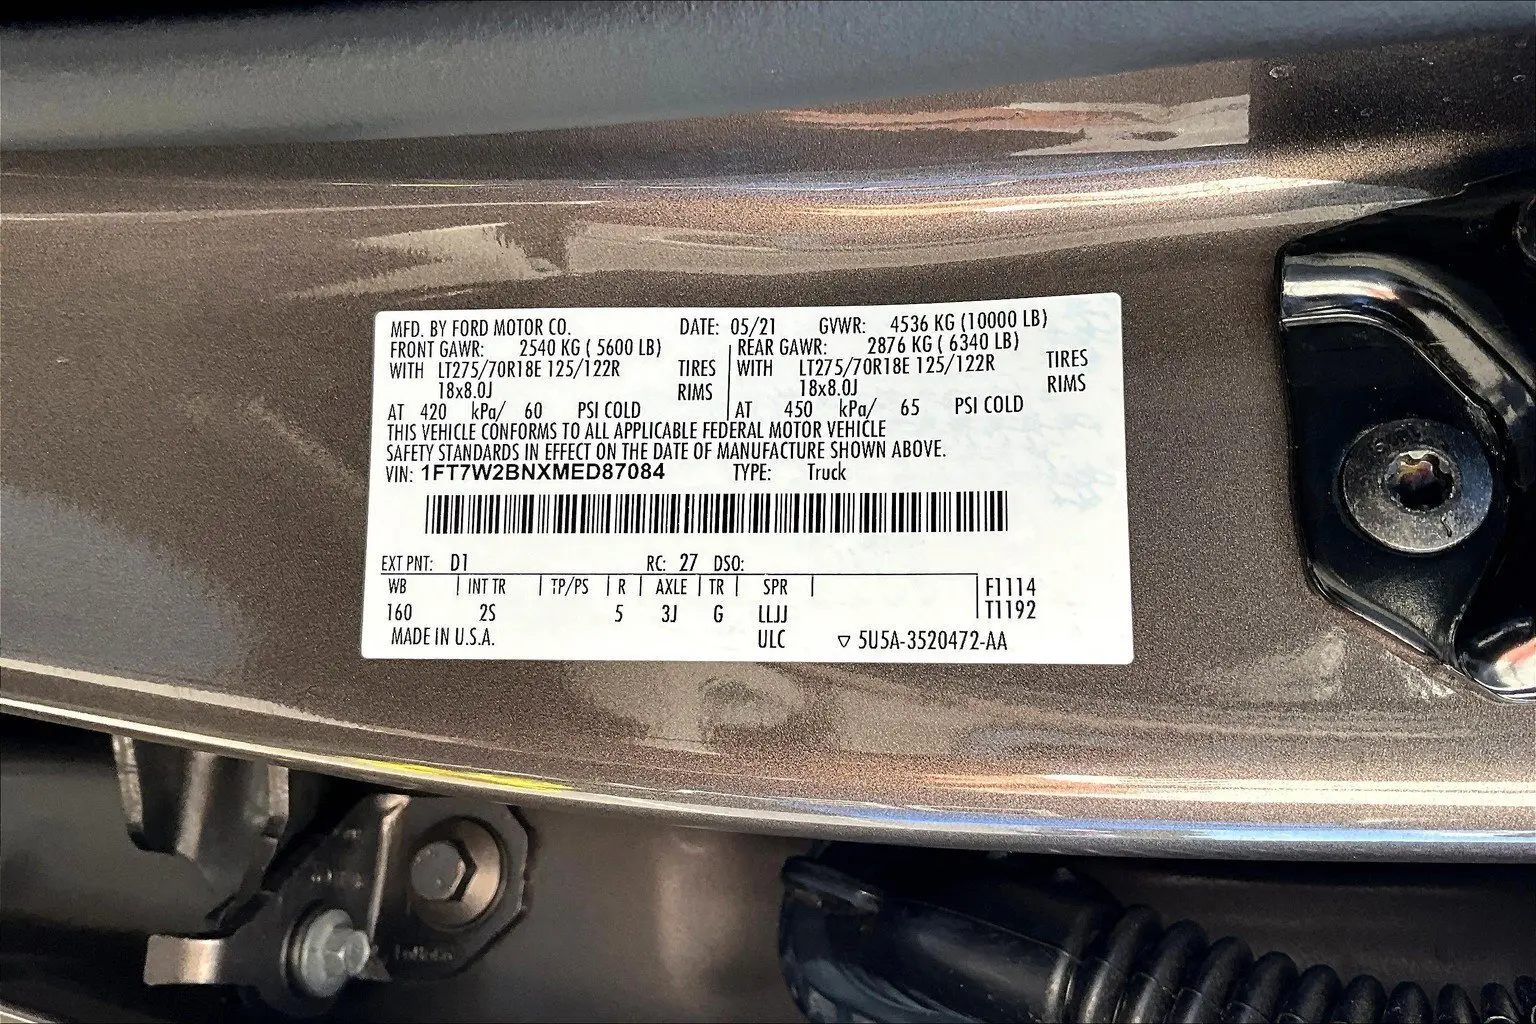 MFD. BY FORD MOTOR CO. DATE: 05/21 GVWR: 4536 KG (10000 LB)
FRONT GAWR: 2540 KG ( 5600 LB) REAR GAWR: 2876 KG ( 6340 LB)
WITH LT275/70R18E 125/122R TIRES WITH LT275/70R18E 125/122R TIRES
18x8.0J RIMS 18x8.0J RIMS
AT 420 kPa/ 60 PSI COLD AT 450 kPa/ 65 PSI COLD
THIS VEHICLE CONFORMS TO ALL APPLICABLE FEDERAL MOTOR VEHICLE
SAFETY STANDARDS IN EFFECT ON THE DATE OF MANUFACTURE SHOWN ABOVE.
VIN: 1FT7W2BNXMED87084 TYPE: Truck
EXT PNT: D1 RC: 27 DSO:
WB INT TR TP/PS R AXLE TR SPR F1114
160 2S 5 3J G LLJJ T1192
MADE IN U.S.A. ULC ▽ 5U5A-3520472-AA